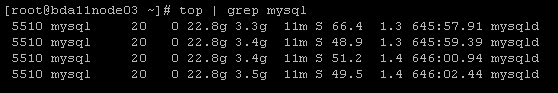 [root@bda11node03 ~]# top | grep mysql
5510 mysql 20 0 22.8g 3.3g 11m S 66.4 1.3 645:57.91 mysqld
5510 mysql 20 0 22.8g 3.4g 11m S 48.9 1.3 645:59.39 mysqld
5510 mysql 20 0 22.8g 3.4g 11m S 51.2 1.4 646:00.94 mysqld
5510 mysql 20 0 22.8g 3.5g 11m S 49.5 1.4 646:02.44 mysqld